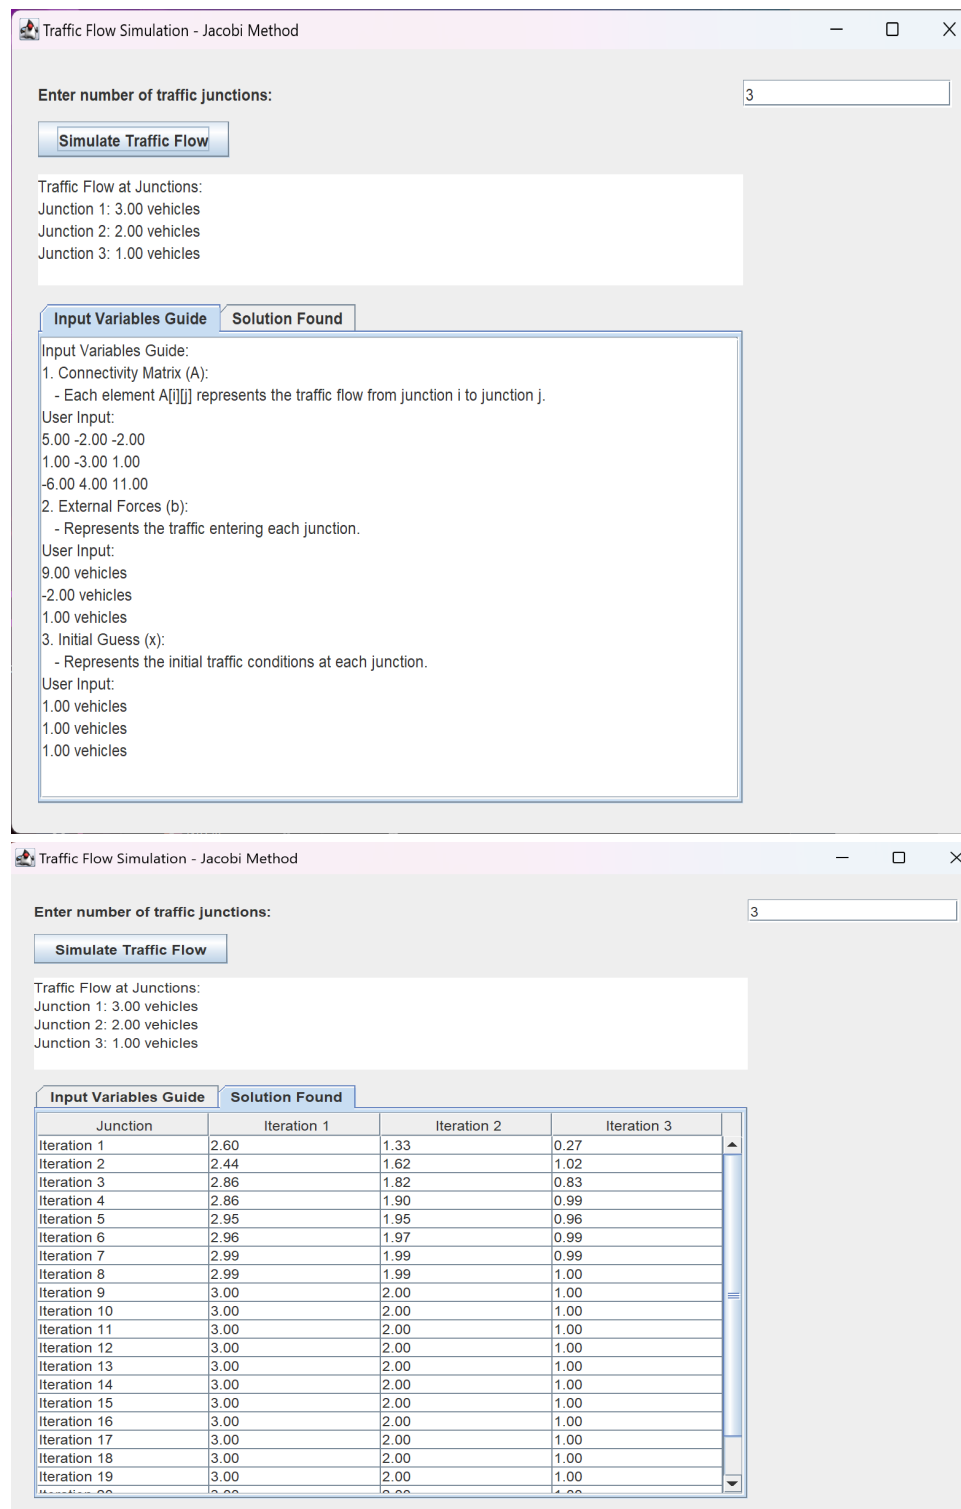 Traffic Flow Simulation - Jacobi Method
Enter number of traffic junctions: 3
Simulate Traffic Flow
Traffic Flow at Junctions:
Junction 1: 3.00 vehicles
Junction 2: 2.00 vehicles
Junction 3: 1.00 vehicles
Input Variables Guide Solution Found
Input Variables Guide:
1. Connectivity Matrix (A):
- Each element A[i][j] represents the traffic flow from junction i to junction j.
User Input:
5.00 -2.00 -2.00
1.00 -3.00 1.00
-6.00 4.00 11.00
2. External Forces (b):
- Represents the traffic entering each junction.
User Input:
9.00 vehicles
-2.00 vehicles
1.00 vehicles
3. Initial Guess (x):
- Represents the initial traffic conditions at each junction.
User Input:
1.00 vehicles
1.00 vehicles
1.00 vehicles
Traffic Flow Simulation - Jacobi Method
Enter number of traffic junctions: 3
Simulate Traffic Flow
Traffic Flow at Junctions:
Junction 1: 3.00 vehicles
Junction 2: 2.00 vehicles
Junction 3: 1.00 vehicles
Input Variables Guide Solution Found
Junction Iteration 1 Iteration 2 Iteration 3
Iteration 1 2.60 1.33 0.27
Iteration 2 2.44 1.62 1.02
Iteration 3 2.86 1.82 0.83
Iteration 4 2.86 1.90 0.99
Iteration 5 2.95 1.95 0.96
Iteration 6 2.96 1.97 0.99
Iteration 7 2.99 1.99 0.99
Iteration 8 2.99 1.99 1.00
Iteration 9 3.00 2.00 1.00
Iteration 10 3.00 2.00 1.00
Iteration 11 3.00 2.00 1.00
Iteration 12 3.00 2.00 1.00
Iteration 13 3.00 2.00 1.00
Iteration 14 3.00 2.00 1.00
Iteration 15 3.00 2.00 1.00
Iteration 16 3.00 2.00 1.00
Iteration 17 3.00 2.00 1.00
Iteration 18 3.00 2.00 1.00
Iteration 19 3.00 2.00 1.00